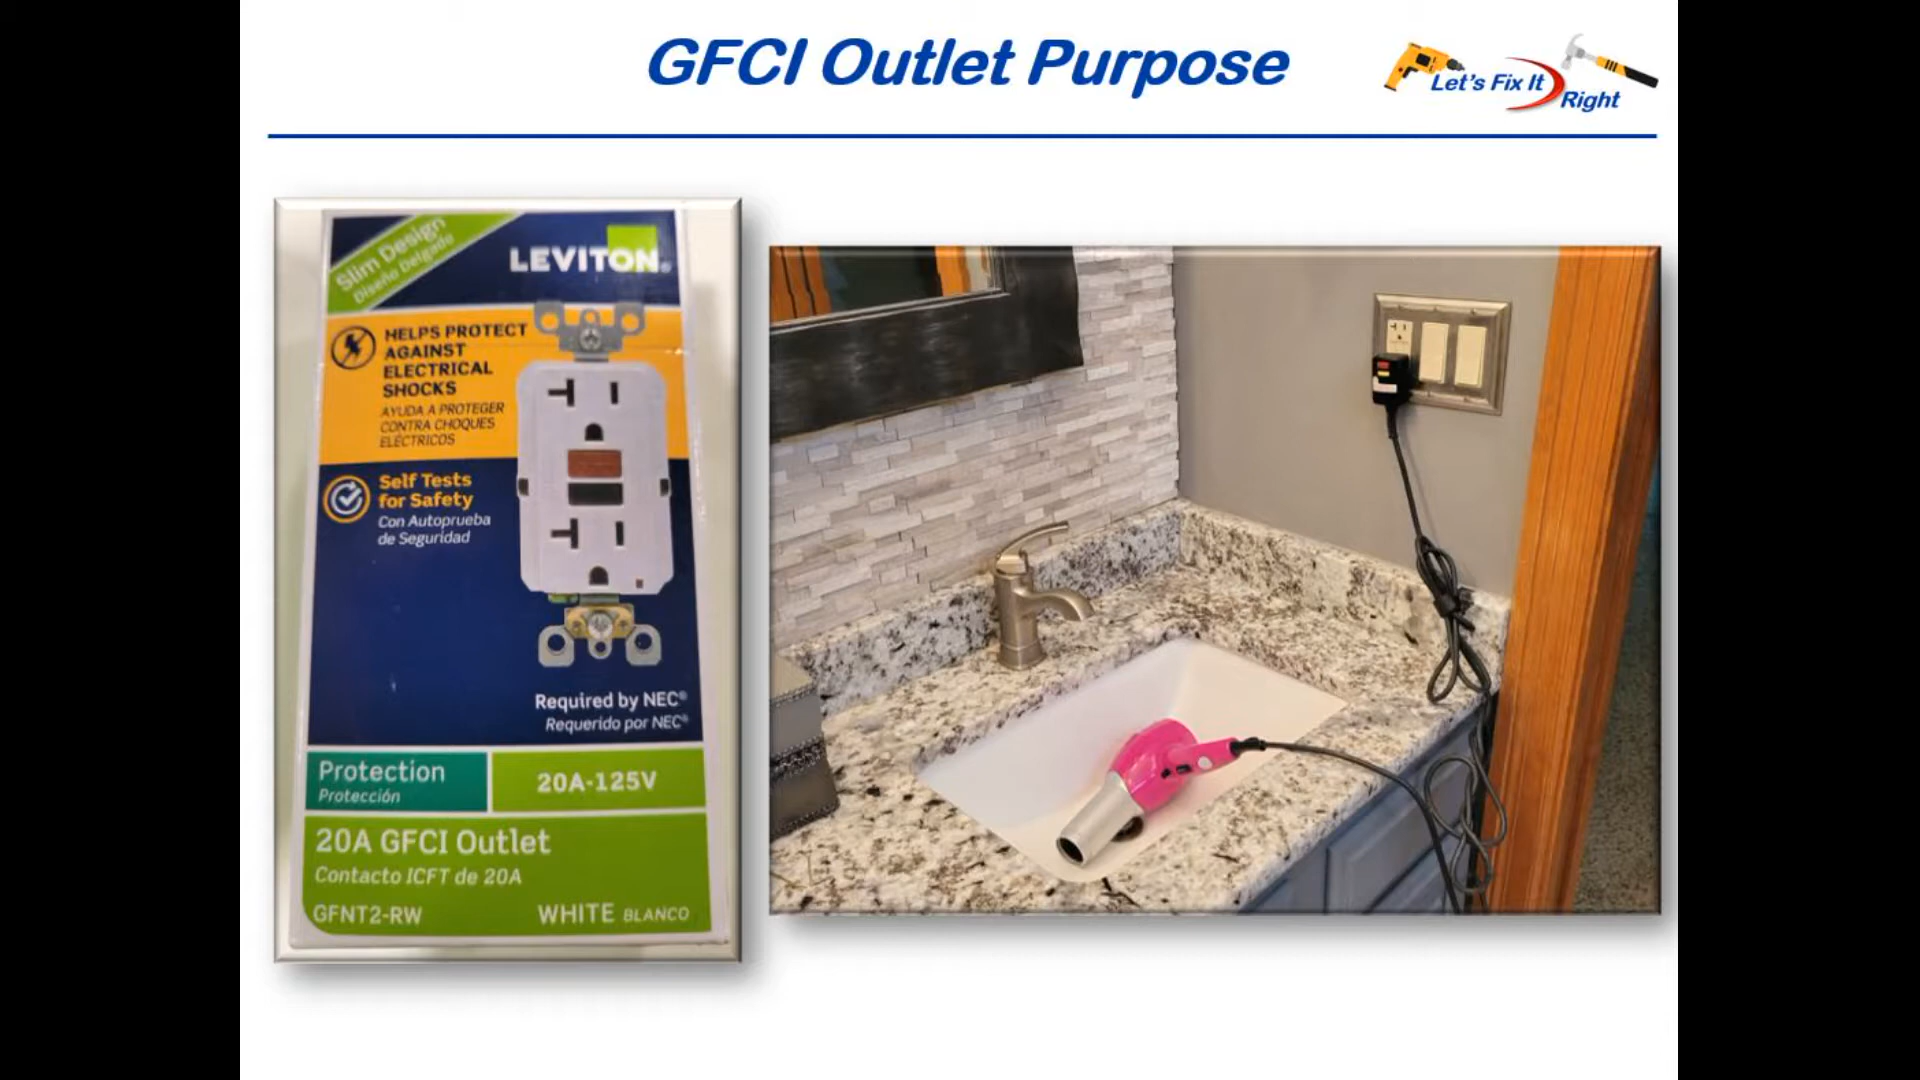 GFCI Outlet Purpose
Let's Fix It
Right
Slim Design
Diseño Delgado
LEVITON®
HELPS PROTECT
AGAINST
ELECTRICAL
SHOCKS
AYUDA A PROTEGER
CONTRA CHOQUES
ELÉCTRICOS
Self Tests
for Safety
Con Autoprueba
de Seguridad
Required by NEC®
Requerido por NEC®
Protection
Protección
20A-125V
20A GFCI Outlet
Contacto ICFT de 20A
GFNT2-RW
WHITE BLANCO